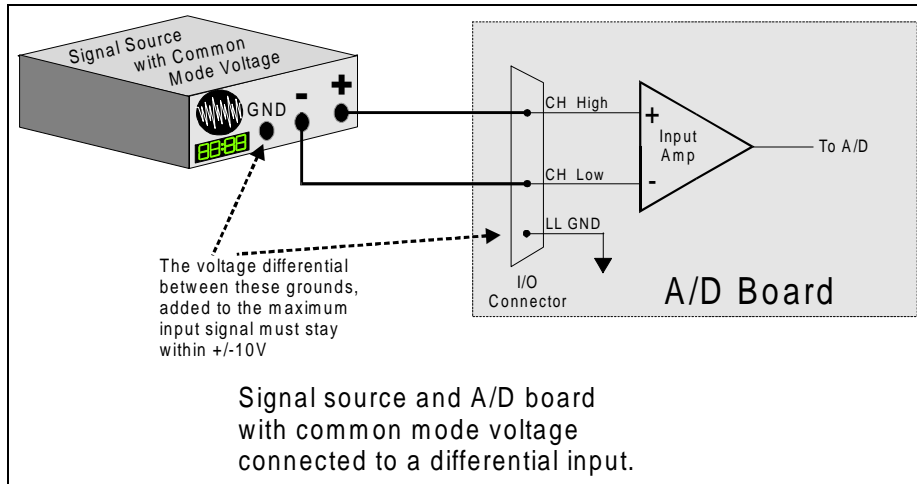 Signal Source
with Common
Mode Voltage
GND
-
+
88:88
CH High
+
Input
Amp
To A/D
CH Low
-
LL GND
The voltage differential
between these grounds,
added to the maximum
input signal must stay
within +/-10V
I/O
Connector
A/D Board
Signal source and A/D board
with common mode voltage
connected to a differential input.